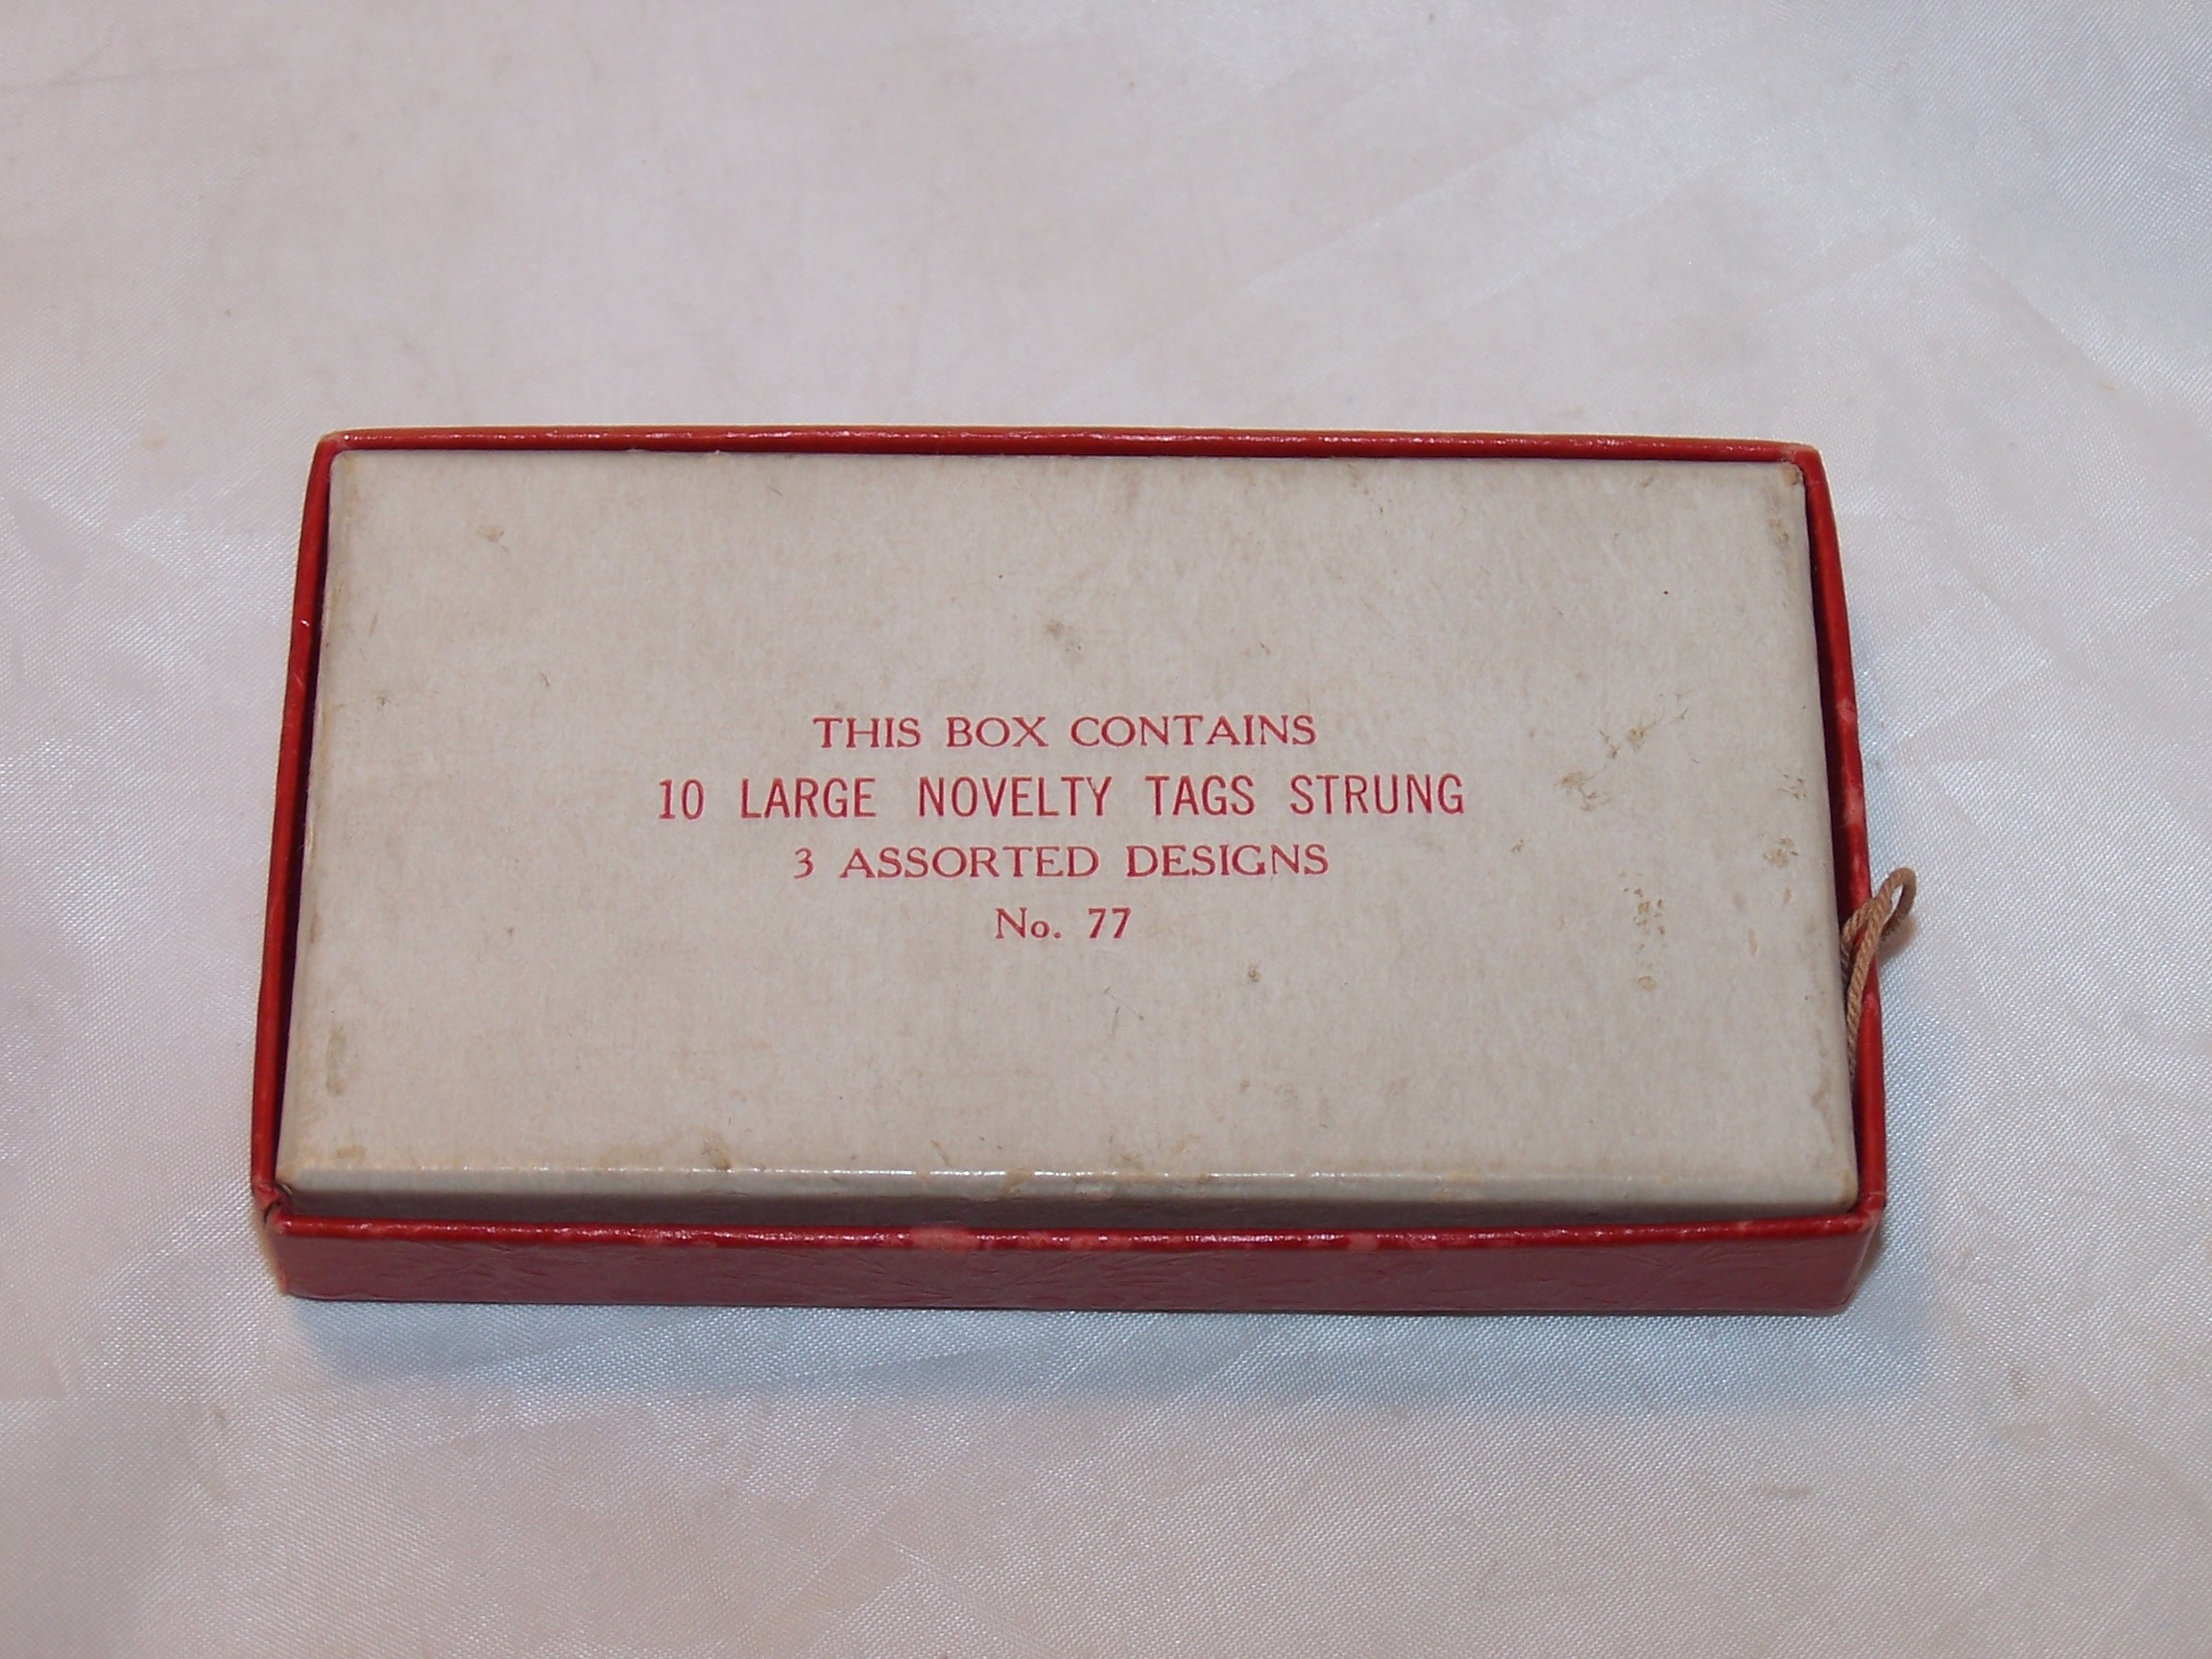 THIS BOX CONTAINS
10 LARGE NOVELTY TAGS STRUNG
3 ASSORTED DESIGNS
No. 77